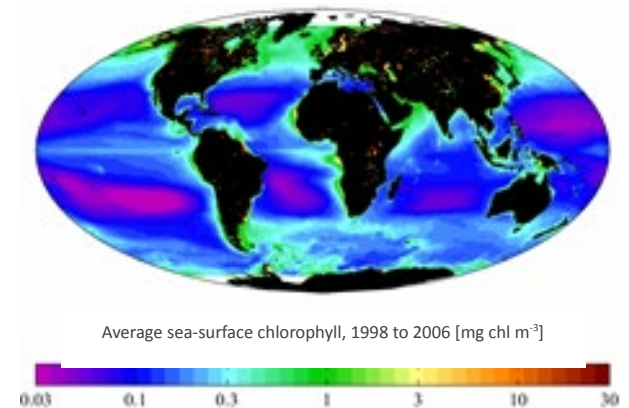 Average sea-surface chlorophyll, 1998 to 2006 [mg chl m⁻³]
0.03 0.1 0.3 1 3 10 30